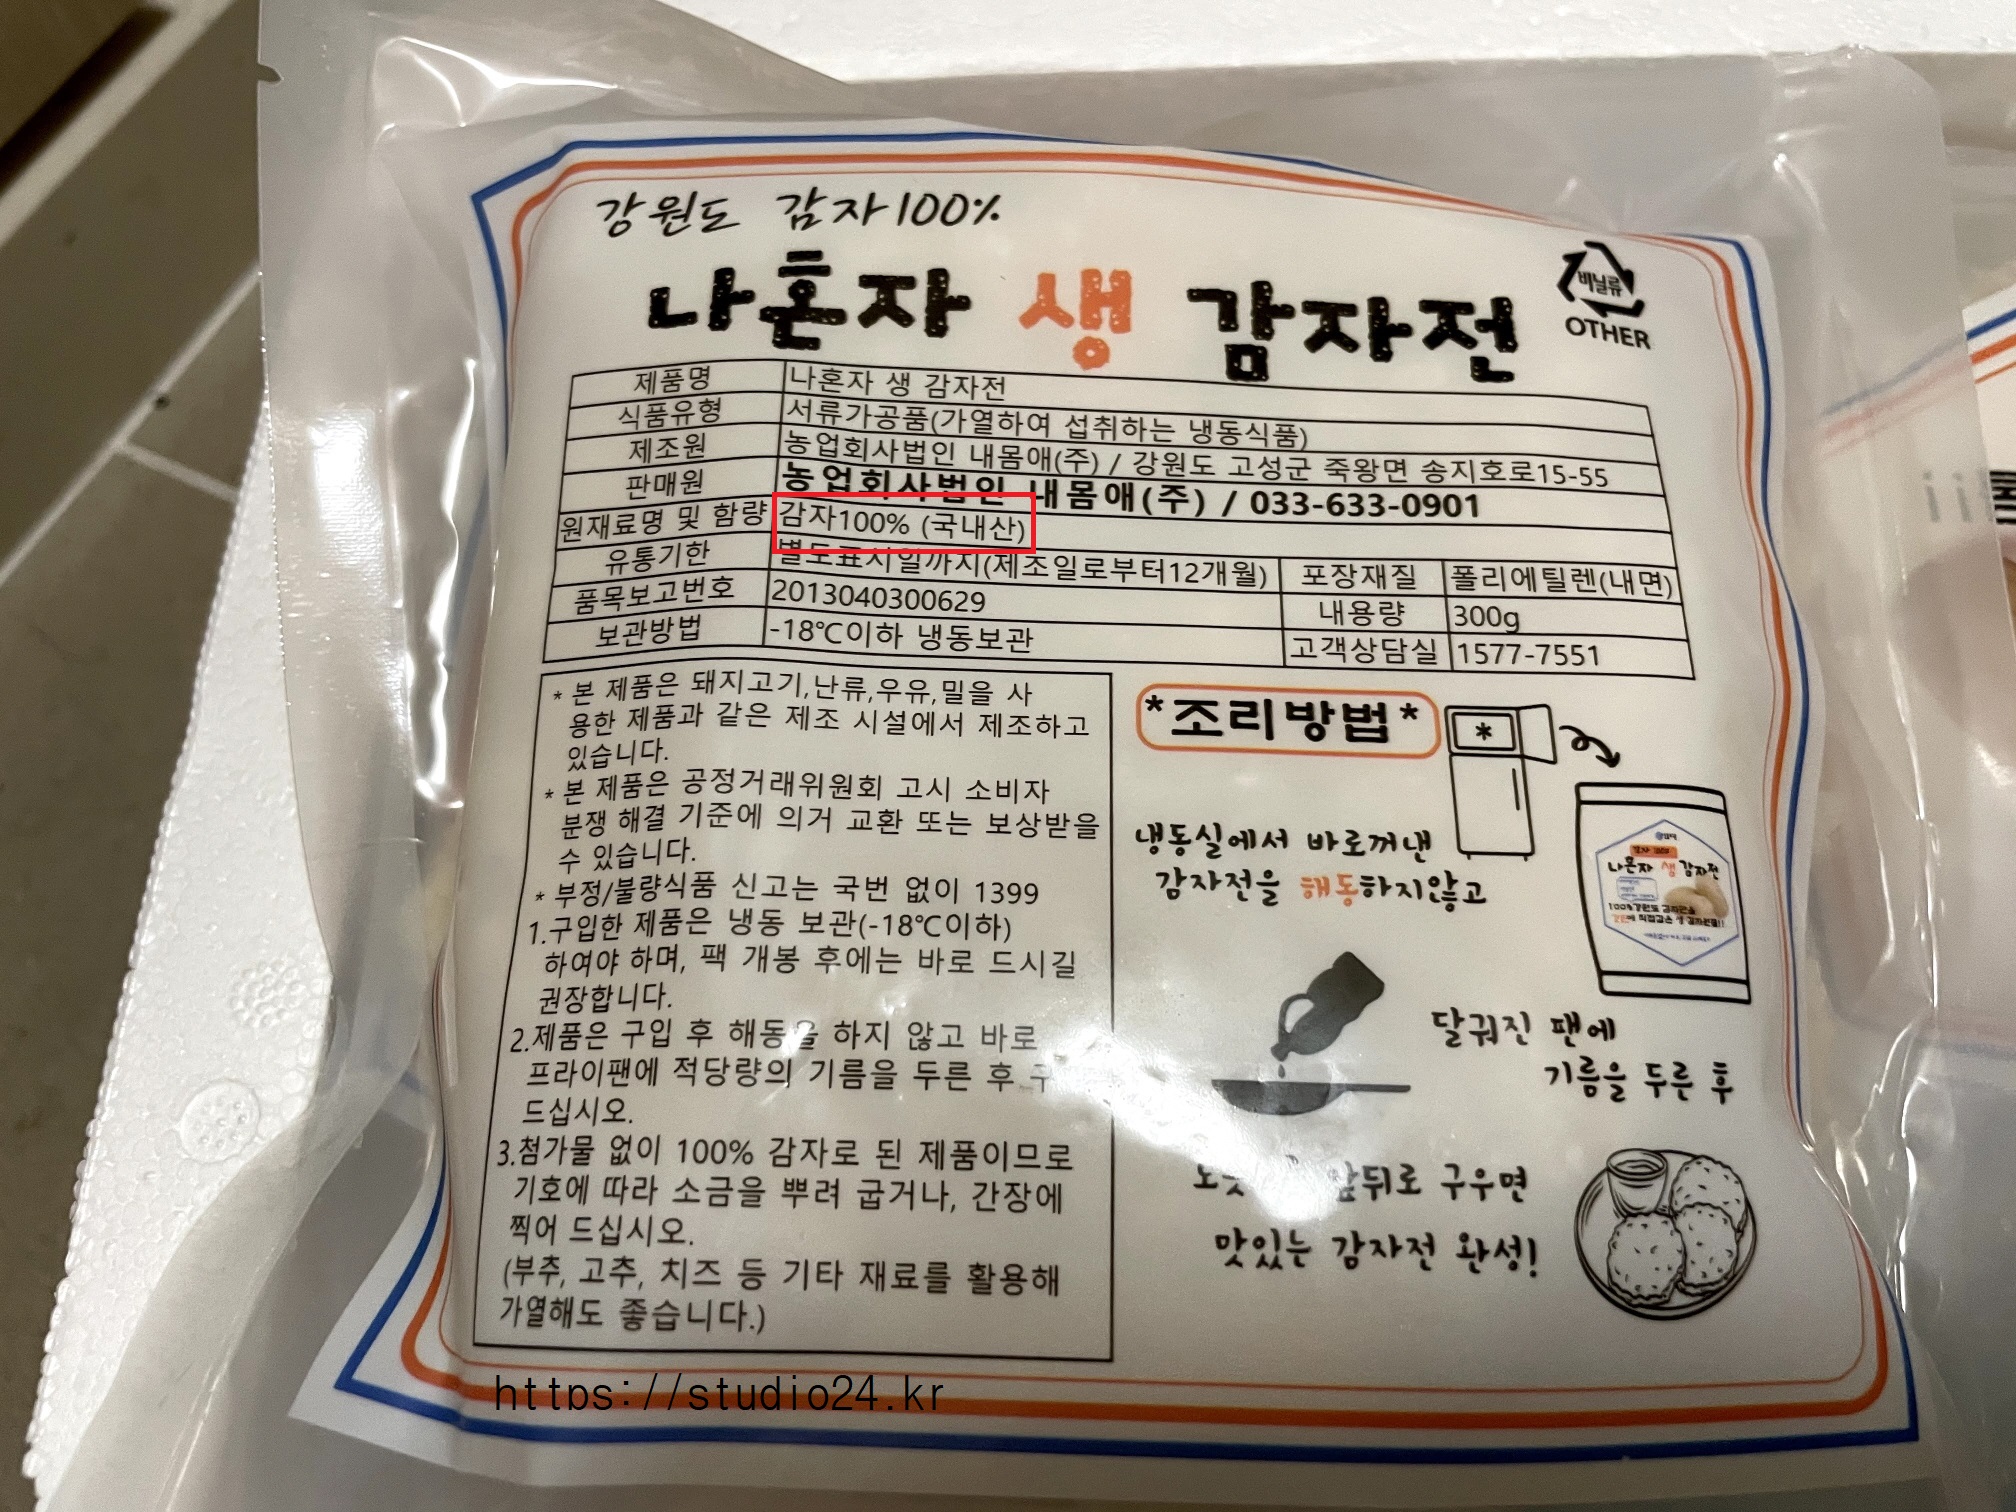 강원도 감자100%
나혼자 생 감자전
비닐류
OTHER
제품명 나혼자 생 감자전
식품유형 서류가공품(가열하여 섭취하는 냉동식품)
제조원 농업회사법인 내몸애(주) / 강원도 고성군 죽왕면 송지호로15-55
판매원 농업회사법인 내몸애(주) / 033-633-0901
원재료명 및 함량 감자100% (국내산)
유통기한 별도표시일까지(제조일로부터12개월) 포장재질 폴리에틸렌(내면)
품목보고번호 2013040300629 내용량 300g
보관방법 -18℃이하 냉동보관 고객상담실 1577-7551
* 본 제품은 돼지고기,난류,우유,밀을 사
용한 제품과 같은 제조 시설에서 제조하고
있습니다.
* 본 제품은 공정거래위원회 고시 소비자
분쟁 해결 기준에 의거 교환 또는 보상받을
수 있습니다.
* 부정/불량식품 신고는 국번 없이 1399
1.구입한 제품은 냉동 보관(-18℃이하)
하여야 하며, 팩 개봉 후에는 바로 드시길
권장합니다.
2.제품은 구입 후 해동을 하지 않고 바로
프라이팬에 적당량의 기름을 두른 후
드십시오.
3.첨가물 없이 100% 감자로 된 제품이므로
기호에 따라 소금을 뿌려 굽거나, 간장에
찍어 드십시오.
(부추, 고추, 치즈 등 기타 재료를 활용해
가열해도 좋습니다.)
*조리방법*
*
냉동실에서 바로꺼낸
감자전을 해동하지않고
나혼자 생 감자전
달궈진 팬에
기름을 두른 후
앞뒤로 구우면
맛있는 감자전 완성!
https://studio24.kr